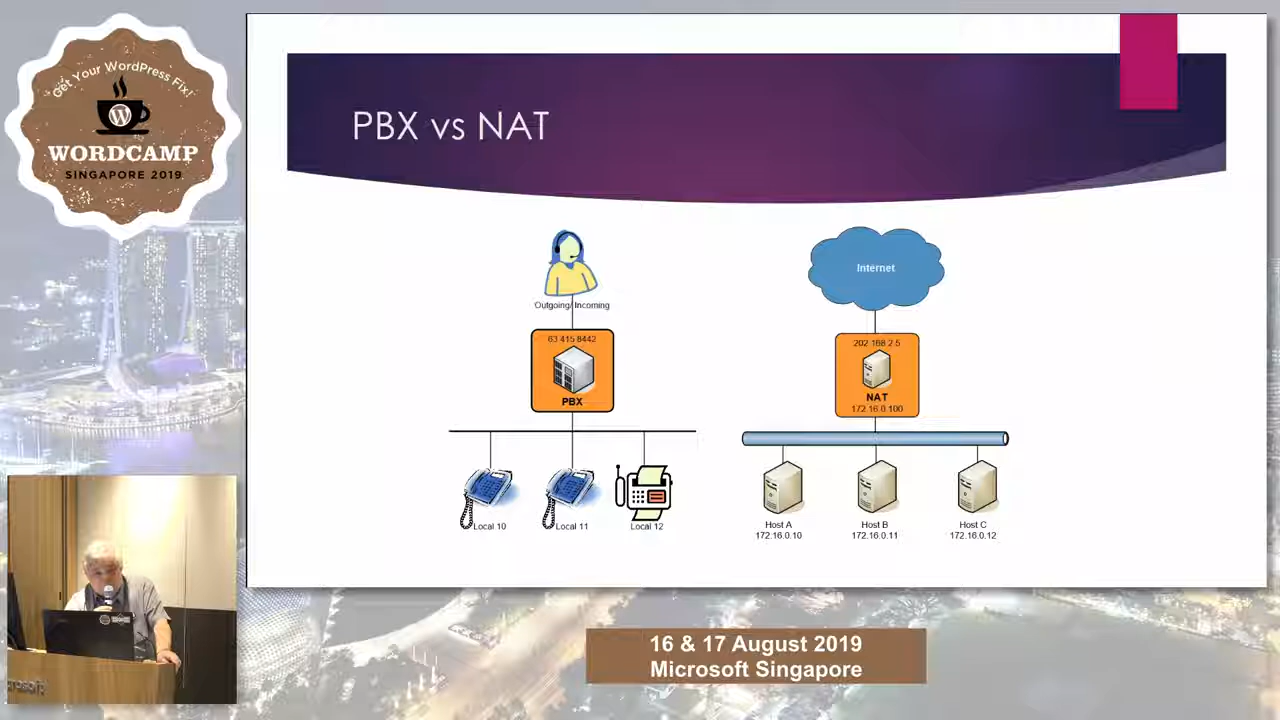 Get Your WordPress Fix!
WORDCAMP
SINGAPORE 2019
PBX vs NAT
Outgoing/ Incoming
63 415 8442
PBX
Local 10
Local 11
Local 12
Internet
202.168.2.5
NAT
172.16.0.100
Host A
172.16.0.10
Host B
172.16.0.11
Host C
172.16.0.12
16 & 17 August 2019
Microsoft Singapore